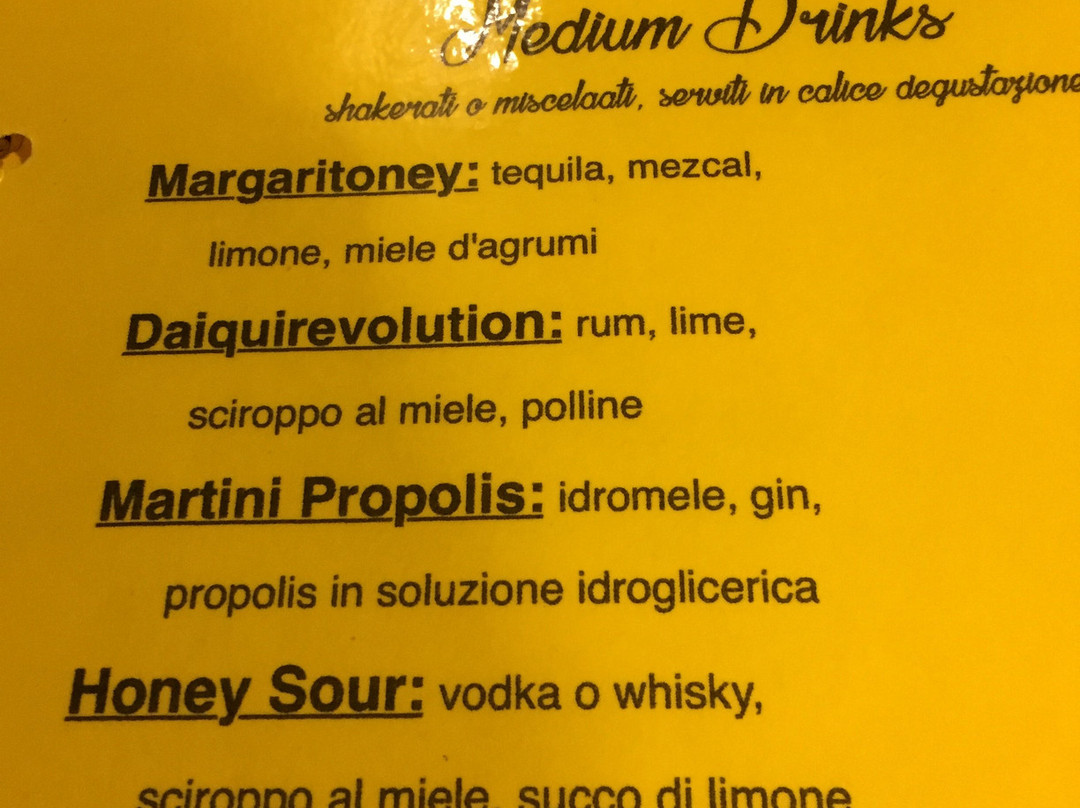 Medium Drinks
shakerati o miscelaati, serviti in calice degustazione
Margaritoney: tequila, mezcal,
limone, miele d'agrumi
Daiquirevolution: rum, lime,
sciroppo al miele, polline
Martini Propolis: idromele, gin,
propolis in soluzione idroglicerica
Honey Sour: vodka o whisky,
sciroppo al miele, succo di limone